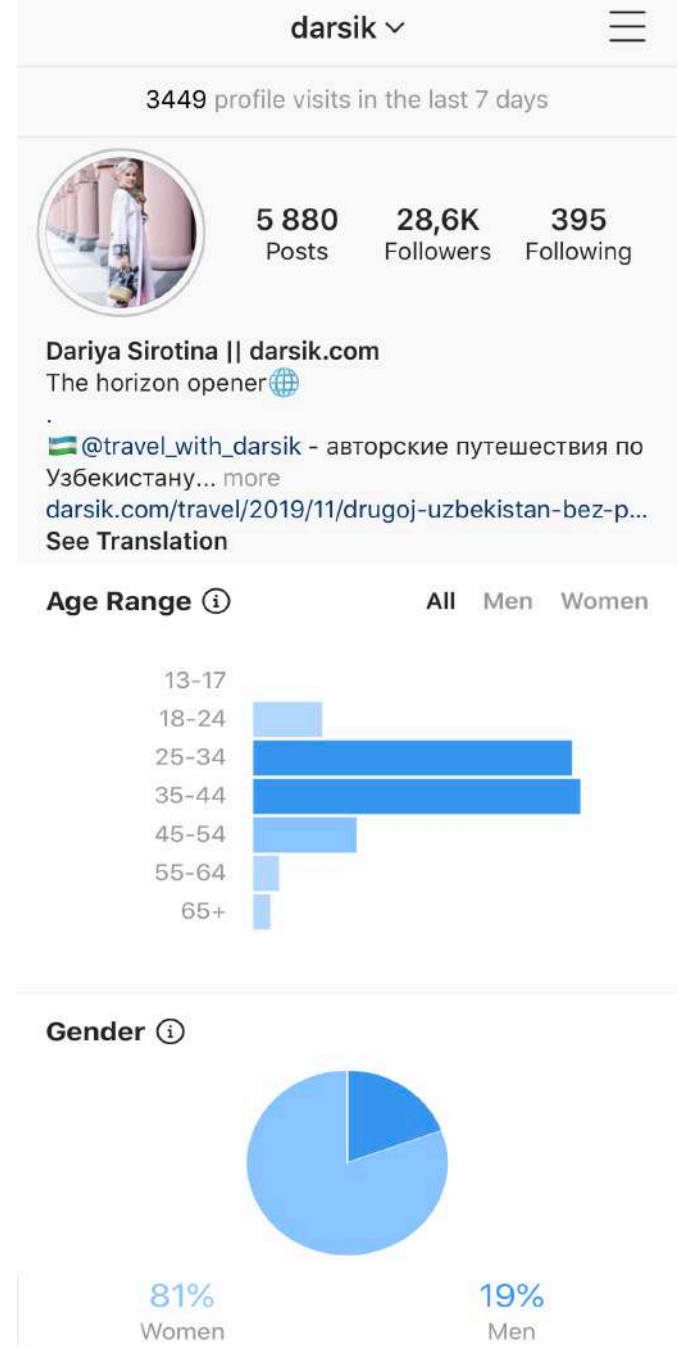 darsik
3449 profile visits in the last 7 days
5 880 28,6K 395
Posts Followers Following
Dariya Sirotina || darsik.com
The horizon opener🌐
.
🇺🇿@travel_with_darsik - авторские путешествия по
Узбекистану... more
darsik.com/travel/2019/11/drugoj-uzbekistan-bez-p...
See Translation
Age Range All Men Women
13-17
18-24
25-34
35-44
45-54
55-64
65+
Gender
81% 19%
Women Men